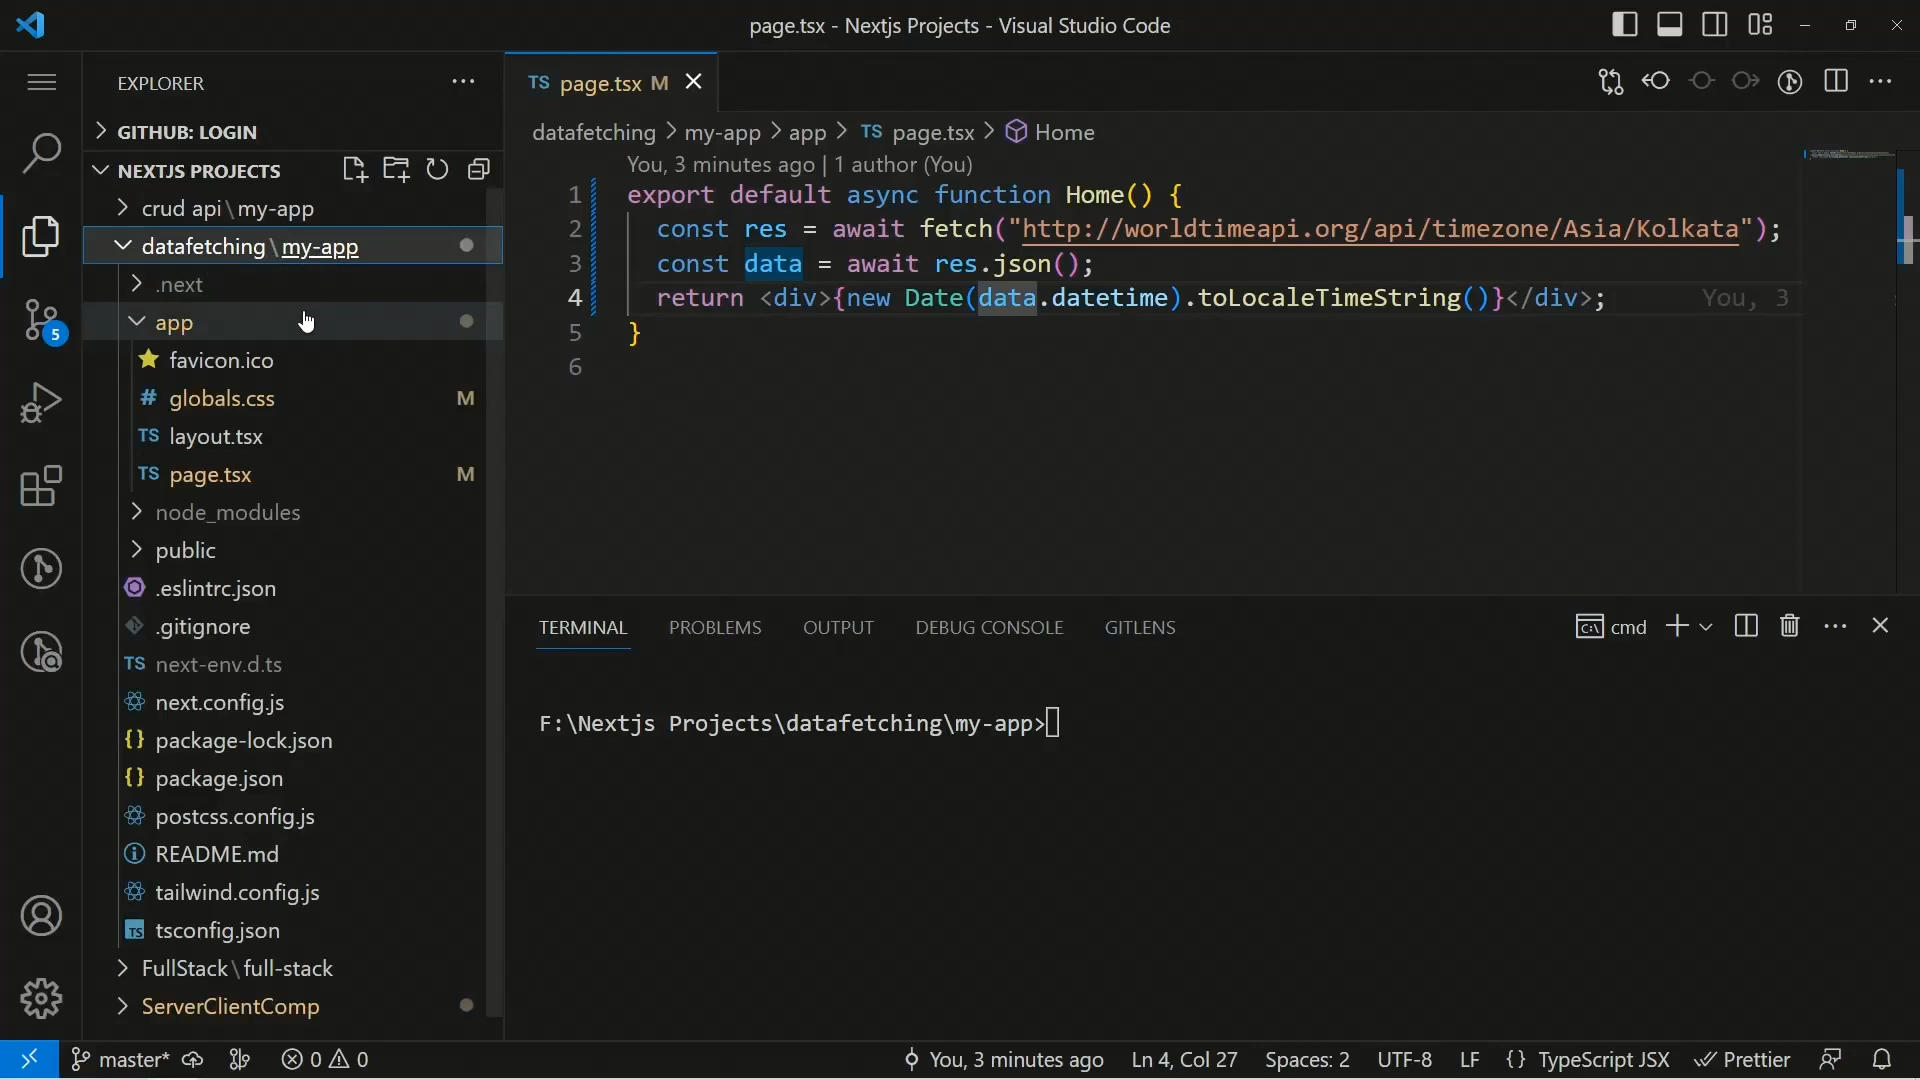 page.tsx - Nextjs Projects - Visual Studio Code
EXPLORER
GITHUB: LOGIN
NEXTJS PROJECTS
crud api\my-app
datafetching\my-app
.next
app
favicon.ico
# globals.css M
TS layout.tsx
TS page.tsx M
node_modules
public
.eslintrc.json
.gitignore
TS next-env.d.ts
next.config.js
{} package-lock.json
{} package.json
postcss.config.js
README.md
tailwind.config.js
TS tsconfig.json
FullStack\full-stack
ServerClientComp
5
TS page.tsx M
datafetching > my-app > app > TS page.tsx > Home
You, 3 minutes ago | 1 author (You)
1 export default async function Home() {
2 const res = await fetch("http://worldtimeapi.org/api/timezone/Asia/Kolkata");
3 const data = await res.json();
4 return <div>{new Date(data.datetime).toLocaleTimeString()}</div>; You, 3
5 }
6
TERMINAL PROBLEMS OUTPUT DEBUG CONSOLE GITLENS
cmd
F:\Nextjs Projects\datafetching\my-app>
master* 0 0 You, 3 minutes ago Ln 4, Col 27 Spaces: 2 UTF-8 LF {} TypeScript JSX Prettier